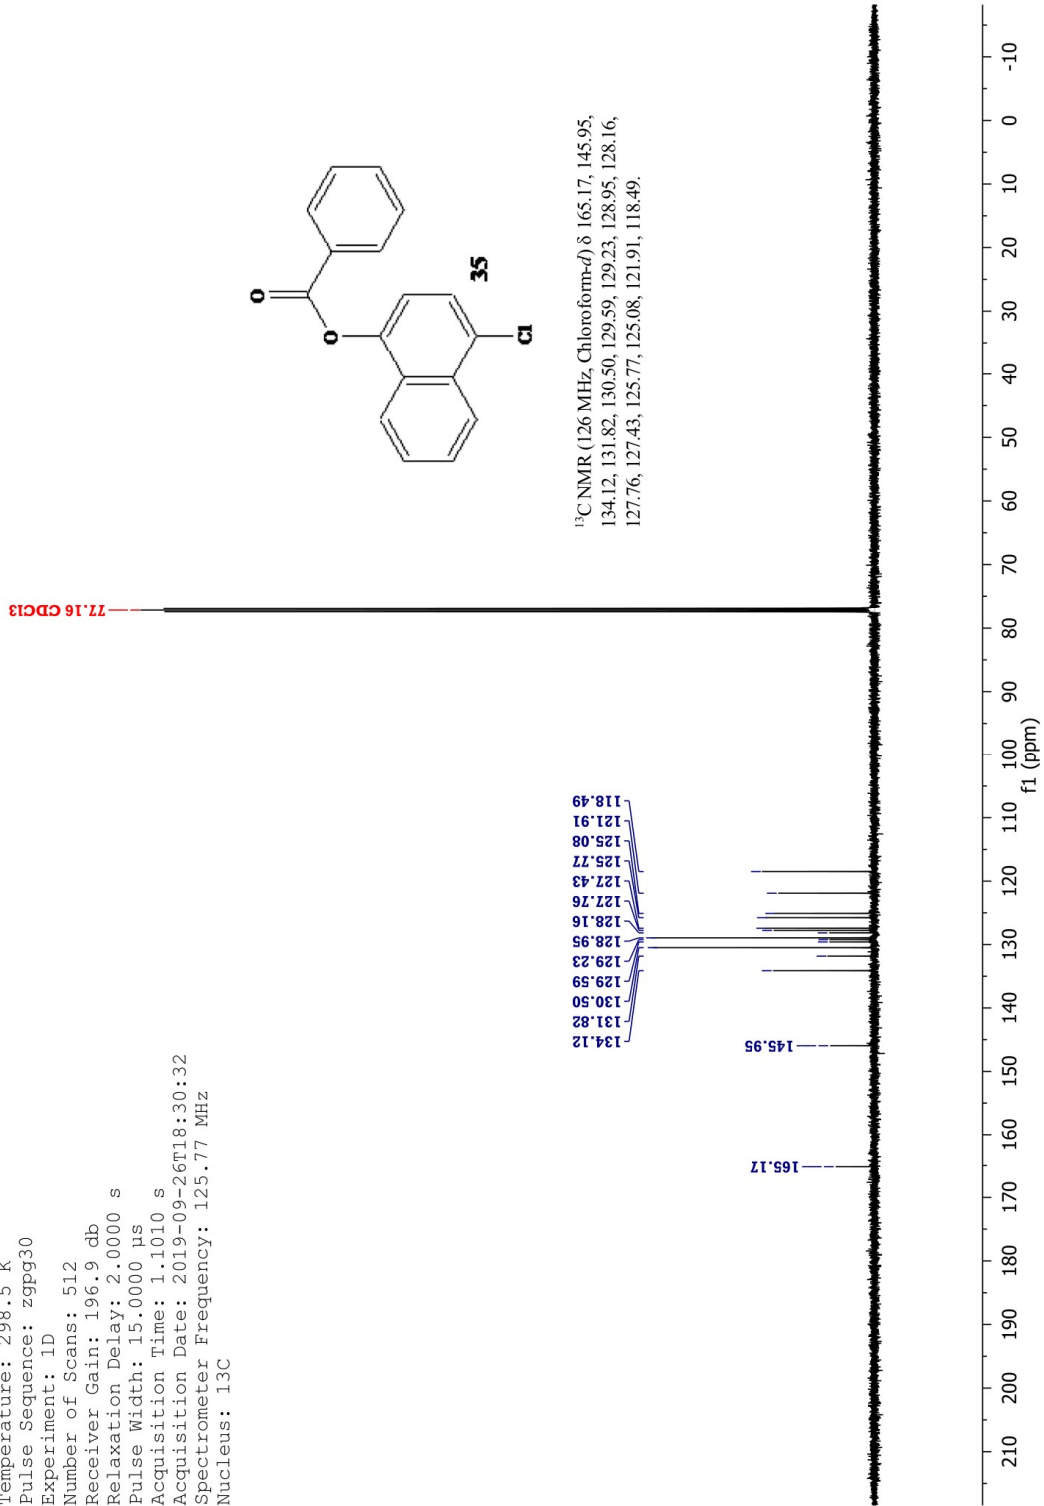 Temperature: 298.5 K
Pulse Sequence: zgpg30
Experiment: 1D
Number of Scans: 512
Receiver Gain: 196.9 db
Relaxation Delay: 2.0000 s
Pulse Width: 15.0000 µs
Acquisition Time: 1.1010 s
Acquisition Date: 2019-09-26T18:30:32
Spectrometer Frequency: 125.77 MHz
Nucleus: 13C
O
O
Cl
35
¹³C NMR (126 MHz, Chloroform-d) δ 165.17, 145.95,
134.12, 131.82, 130.50, 129.59, 129.23, 128.95, 128.16,
127.76, 127.43, 125.77, 125.08, 121.91, 118.49.
165.17
145.95
134.12
131.82
130.50
129.59
129.23
128.95
128.16
127.76
127.43
125.77
125.08
121.91
118.49
77.16 CDCl3
210 200 190 180 170 160 150 140 130 120 110 100 90 80 70 60 50 40 30 20 10 0 -10
f1 (ppm)